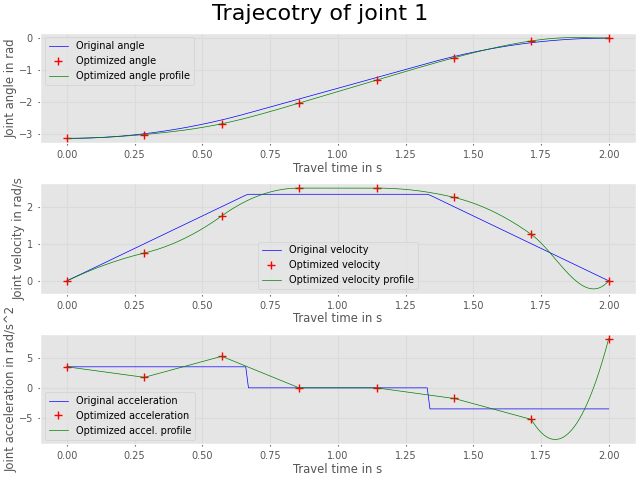 Trajecotry of joint 1
Joint angle in rad
0
−1
−2
−3
Original angle
Optimized angle
Optimized angle profile
0.00 0.25 0.50 0.75 1.00 1.25 1.50 1.75 2.00
Travel time in s
Joint velocity in rad/s
2
1
0
Original velocity
Optimized velocity
Optimized velocity profile
0.00 0.25 0.50 0.75 1.00 1.25 1.50 1.75 2.00
Travel time in s
Joint acceleration in rad/s^2
5
0
−5
Original acceleration
Optimized acceleration
Optimized accel. profile
0.00 0.25 0.50 0.75 1.00 1.25 1.50 1.75 2.00
Travel time in s